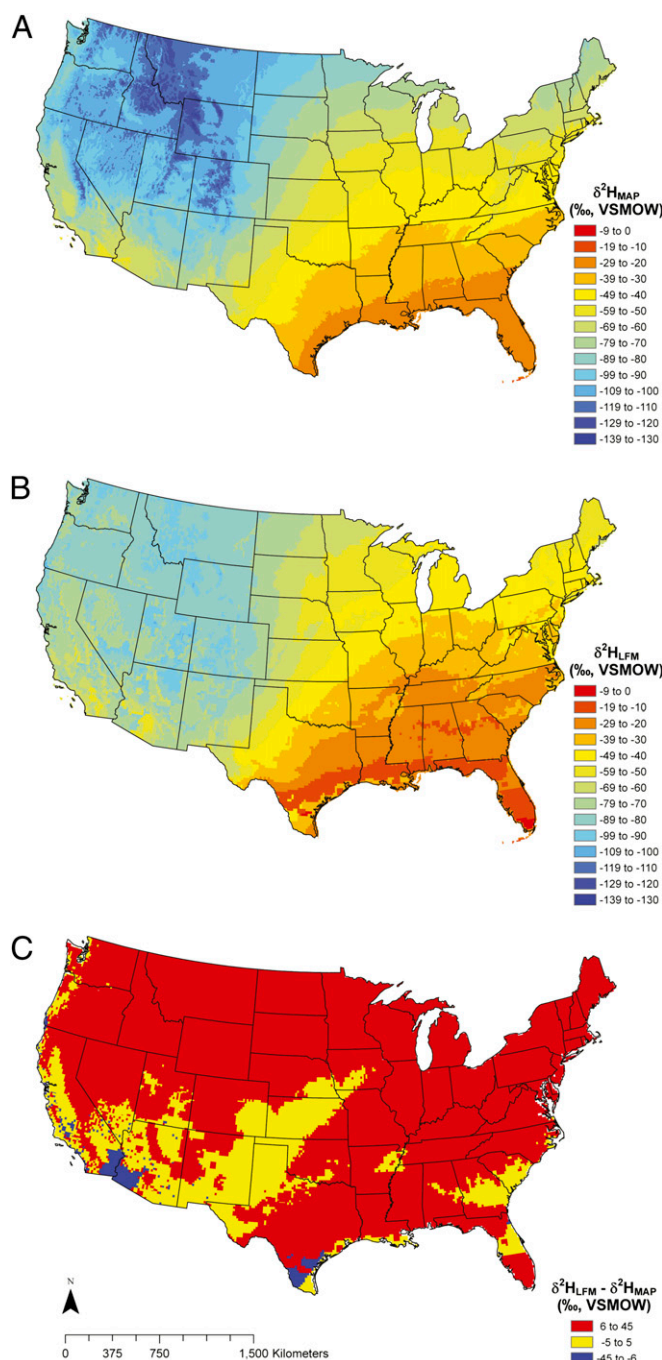 A
δ²H_MAP
(‰, VSMOW)
-9 to 0
-19 to -10
-29 to -20
-39 to -30
-49 to -40
-59 to -50
-69 to -60
-79 to -70
-89 to -80
-99 to -90
-109 to -100
-119 to -110
-129 to -120
-139 to -130
B
δ²H_LFM
(‰, VSMOW)
-9 to 0
-19 to -10
-29 to -20
-39 to -30
-49 to -40
-59 to -50
-69 to -60
-79 to -70
-89 to -80
-99 to -90
-109 to -100
-119 to -110
-129 to -120
-139 to -130
C
N
0 375 750 1,500 Kilometers
δ²H_LFM - δ²H_MAP
(‰, VSMOW)
6 to 45
-5 to 5
-45 to -6